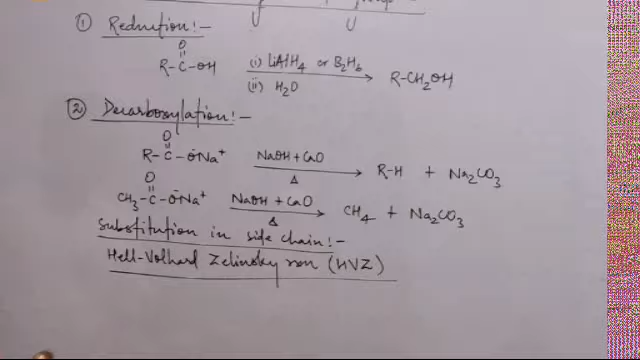 ① Reduction:-
O
R-C-OH (i) LiAlH4 or B2H6 R-CH2OH
(ii) H2O
② Decarboxylation:-
O
R-C-ONa+ NaOH + CaO R-H + Na2CO3
Δ
O
CH3-C-ONa+ NaOH + CaO CH4 + Na2CO3
Δ
Substitution in side chain:-
Hell-Volhard Zelinsky rxn (HVZ)